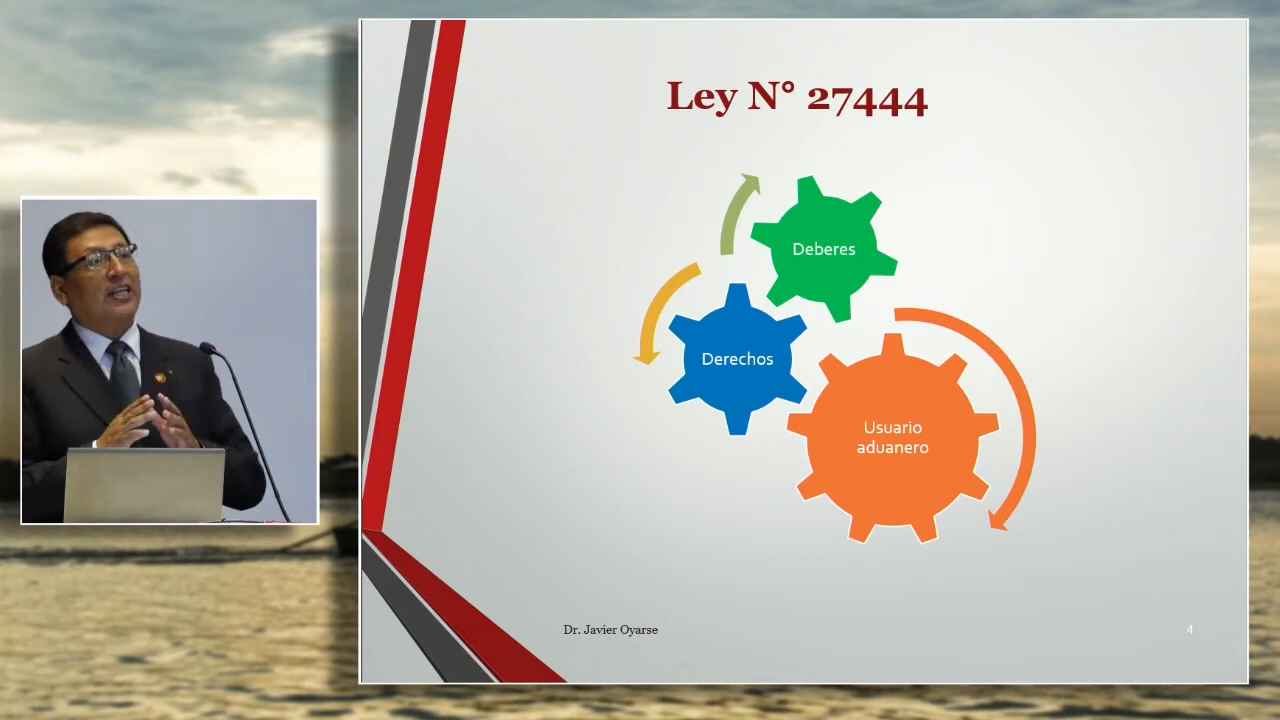 Ley N° 27444
Deberes
Derechos
Usuario
aduanero
Dr. Javier Oyarse
4